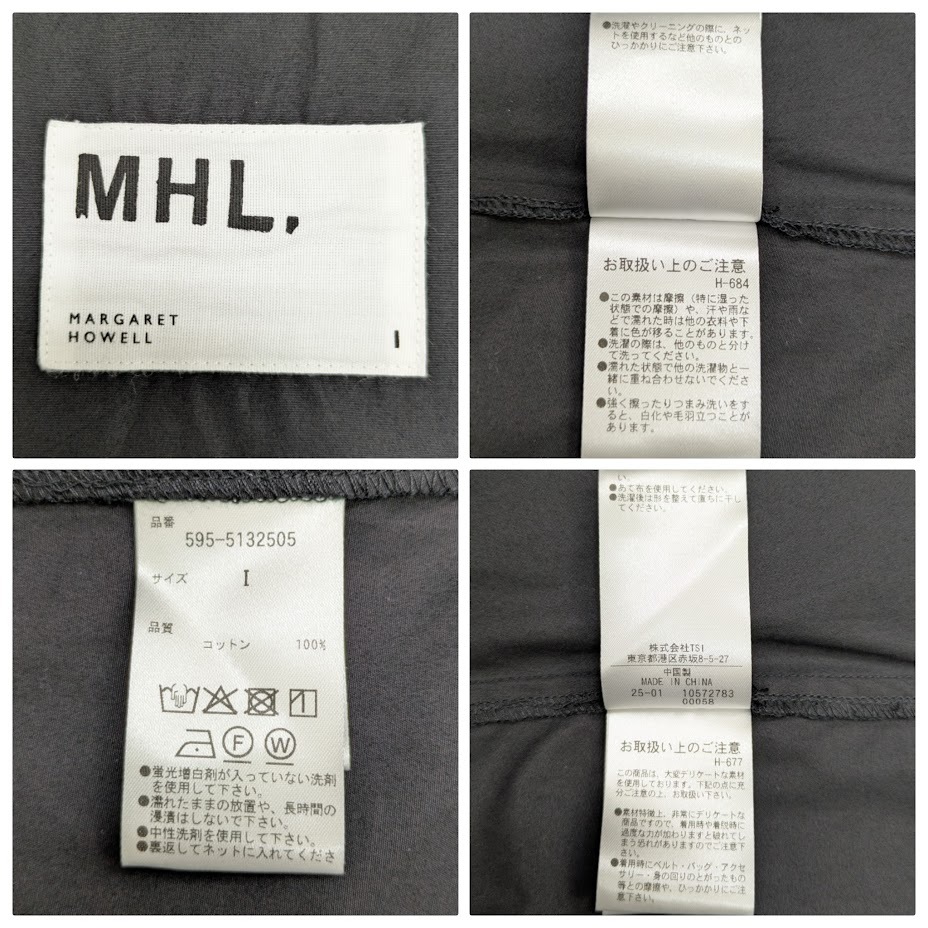 MHL,
MARGARET
HOWELL
I
●洗濯やクリーニングの際に、ネッ
トを使用するなど他のものとの
ひっかかりにご注意下さい。
お取扱い上のご注意
H-684
●この素材は摩擦（特に湿った
状態での摩擦）や、汗や雨な
どで濡れた時は他の衣料や下
着に色が移ることがあります。
●洗濯の際は、他のものと分け
て洗ってください。
●濡れた状態で他の洗濯物と一
緒に重ね合わせないでくださ
い。
●強く擦ったりつまみ洗いをす
ると、白化や毛羽立つことが
あります。
品番
595-5132505
サイズ I
品質
コットン 100%
F W
●蛍光増白剤が入っていない洗剤
を使用して下さい。
●濡れたままの放置や、長時間の
浸漬はしないで下さい。
●中性洗剤を使用して下さい。
●裏返してネットに入れてくださ
い。
●あて布を使用してください。
●洗濯後は形を整えて直ちに干し
てください。
株式会社TSI
東京都港区赤坂8-5-27
中国製
MADE IN CHINA
25-01 10572783
00058
お取扱い上のご注意
H-677
この商品は、大変デリケートな素材
を使用しております。下記の点に充
分ご注意の上、お取扱い下さい。
●素材特徴上、非常にデリケートな
商品ですので、着用時や着脱時に
過度な力が加わりますと破れてし
まう恐れがありますのでご注意下
さい。
●着用時にベルト・バッグ・アクセ
サリー・身の回りのとがったもの
等との摩擦や、ひっかかりにご注